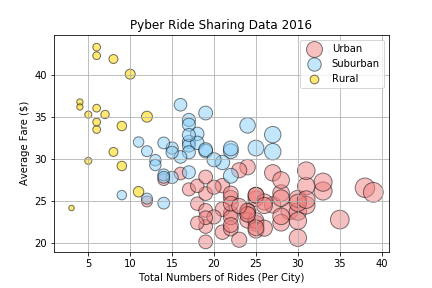 Pyber Ride Sharing Data 2016
Urban
Suburban
Rural
Average Fare ($)
40
35
30
25
20
5 10 15 20 25 30 35 40
Total Numbers of Rides (Per City)